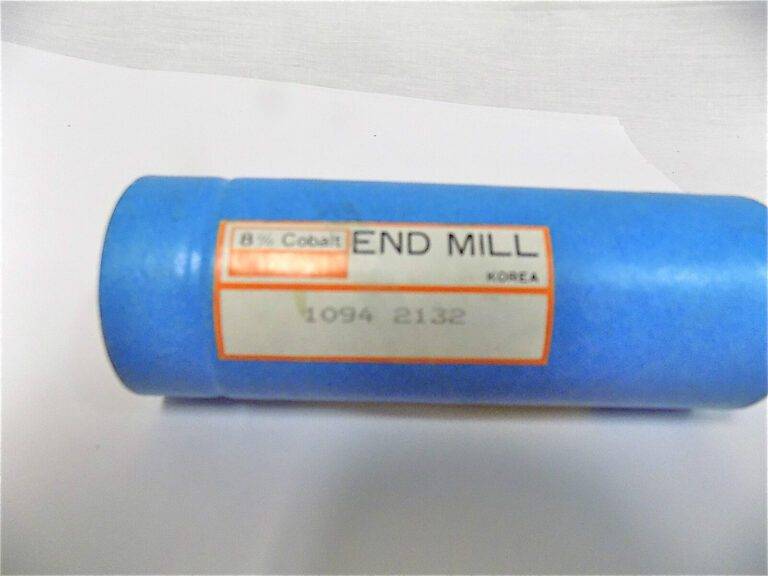 8% Cobalt
END MILL
KOREA
1094 2132